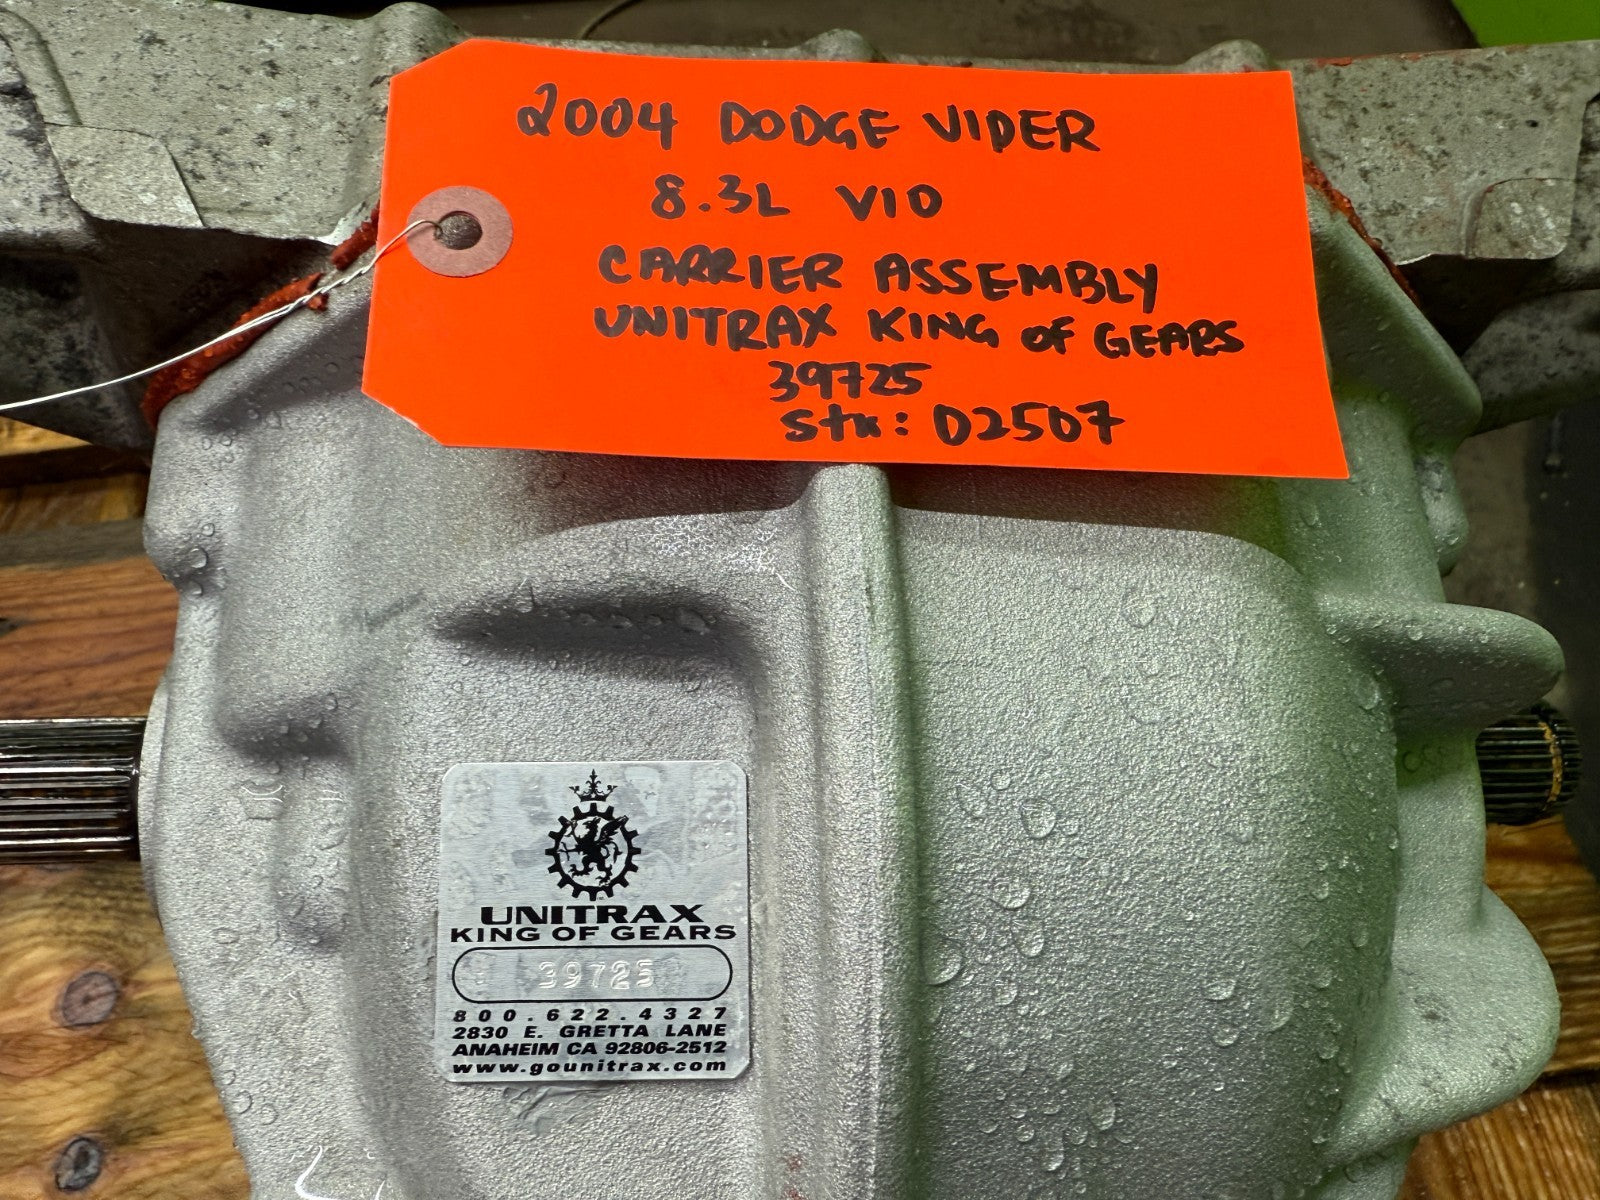 2004 DODGE VIPER
8.3L V10
CARRIER ASSEMBLY
UNITRAX KING OF GEARS
39725
Stk: D2507
UNITRAX
KING OF GEARS
39725
800.622.4327
2830 E. GRETTA LANE
ANAHEIM CA 92806-2512
www.gounitrax.com